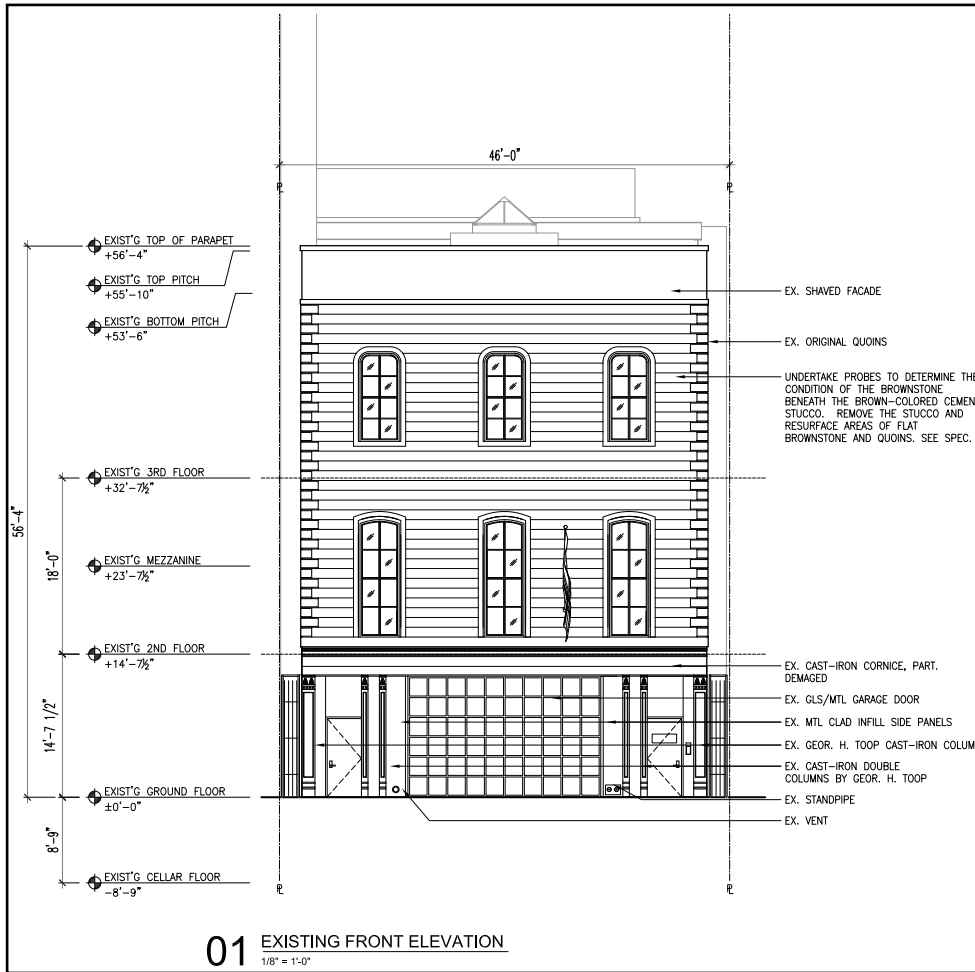 46'-0"
PL
PL
EXIST'G TOP OF PARAPET
+56'-4"
EXIST'G TOP PITCH
+55'-10"
EXIST'G BOTTOM PITCH
+53'-6"
EXIST'G 3RD FLOOR
+32'-7½"
EXIST'G MEZZANINE
+23'-7½"
EXIST'G 2ND FLOOR
+14'-7½"
EXIST'G GROUND FLOOR
±0'-0"
EXIST'G CELLAR FLOOR
-8'-9"
56'-4"
18'-0"
14'-7 1/2"
8'-9"
EX. SHAVED FACADE
EX. ORIGINAL QUOINS
UNDERTAKE PROBES TO DETERMINE THE
CONDITION OF THE BROWNSTONE
BENEATH THE BROWN-COLORED CEMEN
STUCCO. REMOVE THE STUCCO AND
RESURFACE AREAS OF FLAT
BROWNSTONE AND QUOINS. SEE SPEC.
EX. CAST-IRON CORNICE, PART.
DEMAGED
EX. GLS/MTL GARAGE DOOR
EX. MTL CLAD INFILL SIDE PANELS
EX. GEOR. H. TOOP CAST-IRON COLUM
EX. CAST-IRON DOUBLE
COLUMNS BY GEOR. H. TOOP
EX. STANDPIPE
EX. VENT
PL
PL
01 EXISTING FRONT ELEVATION
1/8" = 1'-0"